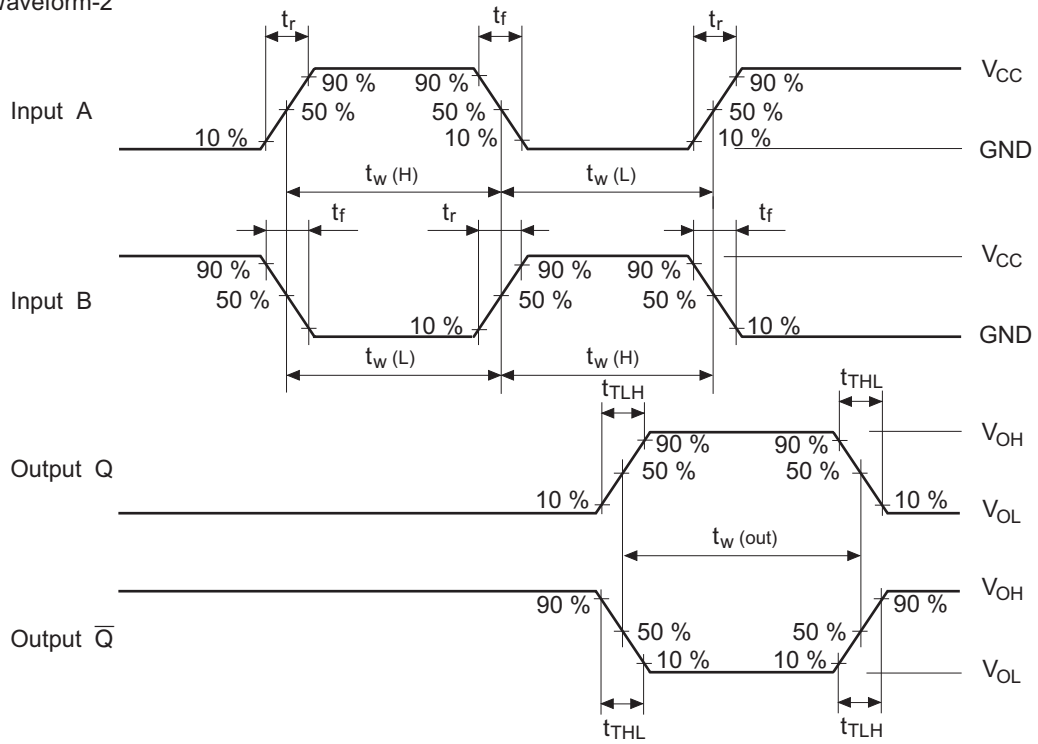 Waveform-2
tr tf tr
90 % 90 % 90 % VCC
Input A 50 % 50 % 50 %
10 % 10 % 10 % GND
tw (H) tw (L)
tf tr tf
90 % 90 % 90 % VCC
Input B 50 % 50 % 50 %
10 % 10 % GND
tw (L) tw (H)
tTLH tTHL
90 % 90 % VOH
Output Q 50 % 50 %
10 % 10 % VOL
tw (out)
90 % 90 % VOH
Output Q̅ 50 % 50 %
10 % 10 % VOL
tTHL tTLH